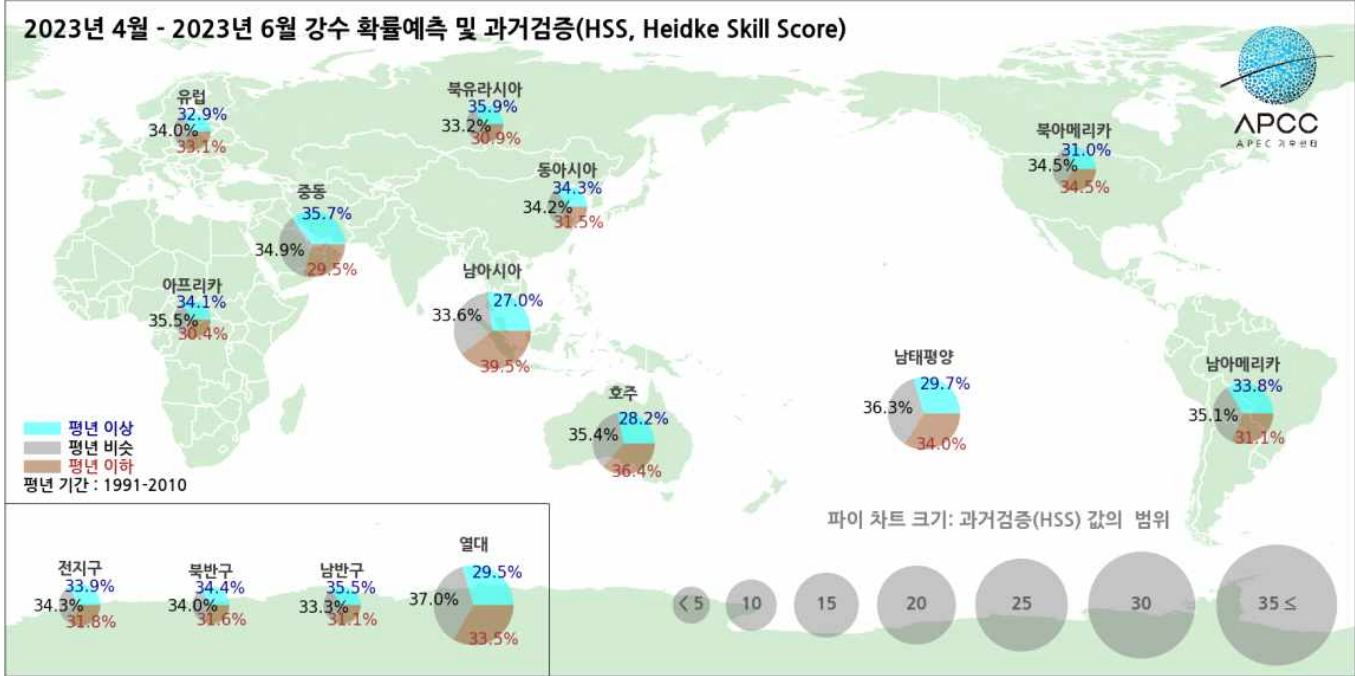 2023년 4월 - 2023년 6월 강수 확률예측 및 과거검증(HSS, Heidke Skill Score)
APCC
APEC 기후센터
유럽
32.9%
34.0%
33.1%
북유라시아
35.9%
33.2%
30.9%
북아메리카
31.0%
34.5%
34.5%
동아시아
34.3%
34.2%
31.5%
중동
35.7%
34.9%
29.5%
남아시아
27.0%
33.6%
39.5%
아프리카
34.1%
35.5%
30.4%
남태평양
29.7%
36.3%
34.0%
남아메리카
33.8%
35.1%
31.1%
호주
28.2%
35.4%
36.4%
평년 이상
평년 비슷
평년 이하
평년 기간 : 1991-2010
파이 차트 크기: 과거검증(HSS) 값의 범위
< 5 10 15 20 25 30 35 ≤
전지구
33.9%
34.3%
31.8%
북반구
34.4%
34.0%
31.6%
남반구
35.5%
33.3%
31.1%
열대
29.5%
37.0%
33.5%